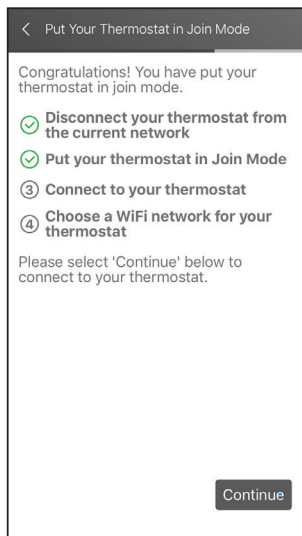 Put Your Thermostat in Join Mode
Congratulations! You have put your
thermostat in join mode.
Disconnect your thermostat from
the current network
Put your thermostat in Join Mode
3 Connect to your thermostat
4 Choose a WiFi network for your
thermostat
Please select 'Continue' below to
connect to your thermostat.
Continue